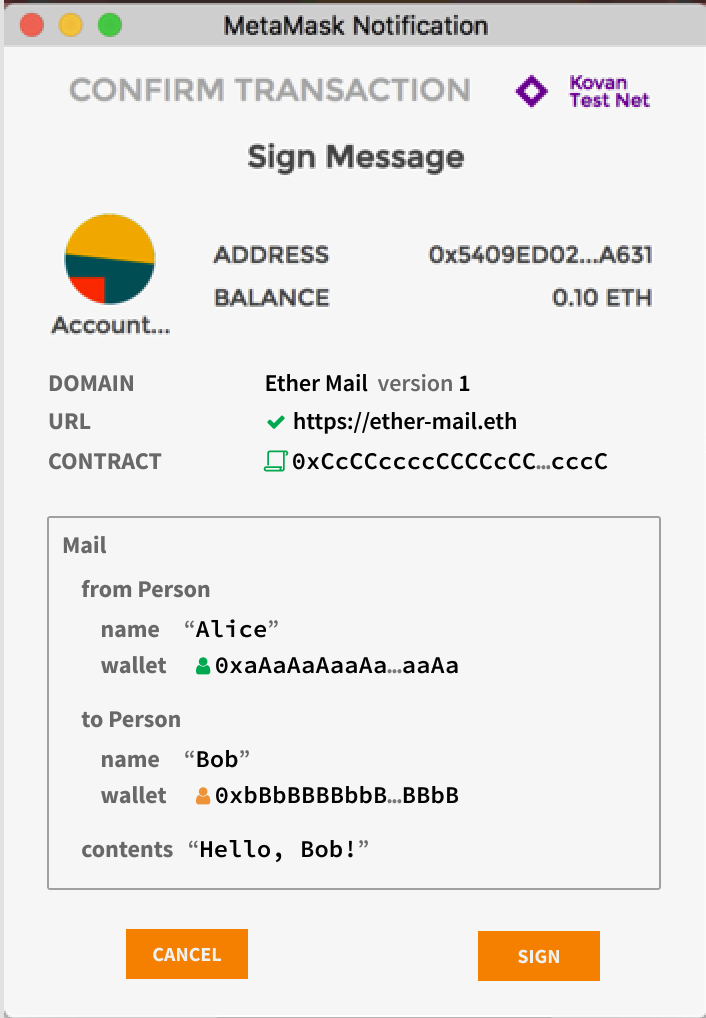 MetaMask Notification
CONFIRM TRANSACTION
Kovan
Test Net
Sign Message
ADDRESS 0x5409ED02...A631
BALANCE 0.10 ETH
Account...
DOMAIN Ether Mail version 1
URL https://ether-mail.eth
CONTRACT 0xCcCCccccCCCCcCC…cccC
Mail
from Person
name “Alice”
wallet 0xaAaAaAaaAa…aaAa
to Person
name “Bob”
wallet 0xbBbBBBBbbB…BBbB
contents “Hello, Bob!”
CANCEL SIGN